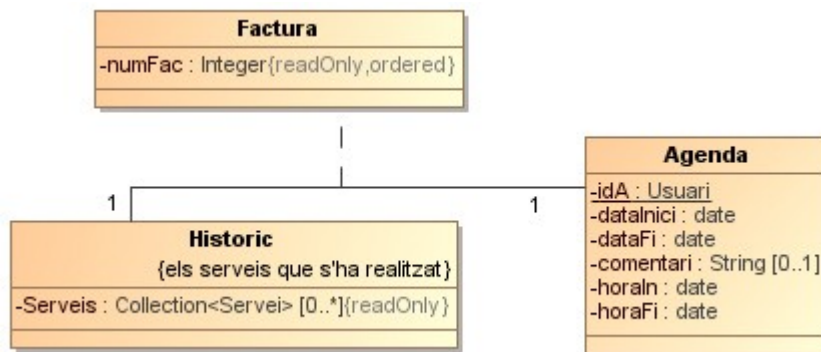 Factura
-numFac : Integer{readOnly,ordered}
Agenda
-idA : Usuari
-dataInici : date
-dataFi : date
-comentari : String [0..1]
-horaIn : date
-horaFi : date
1
1
Historic
{els serveis que s'ha realitzat}
-Serveis : Collection<Servei> [0..*]{readOnly}